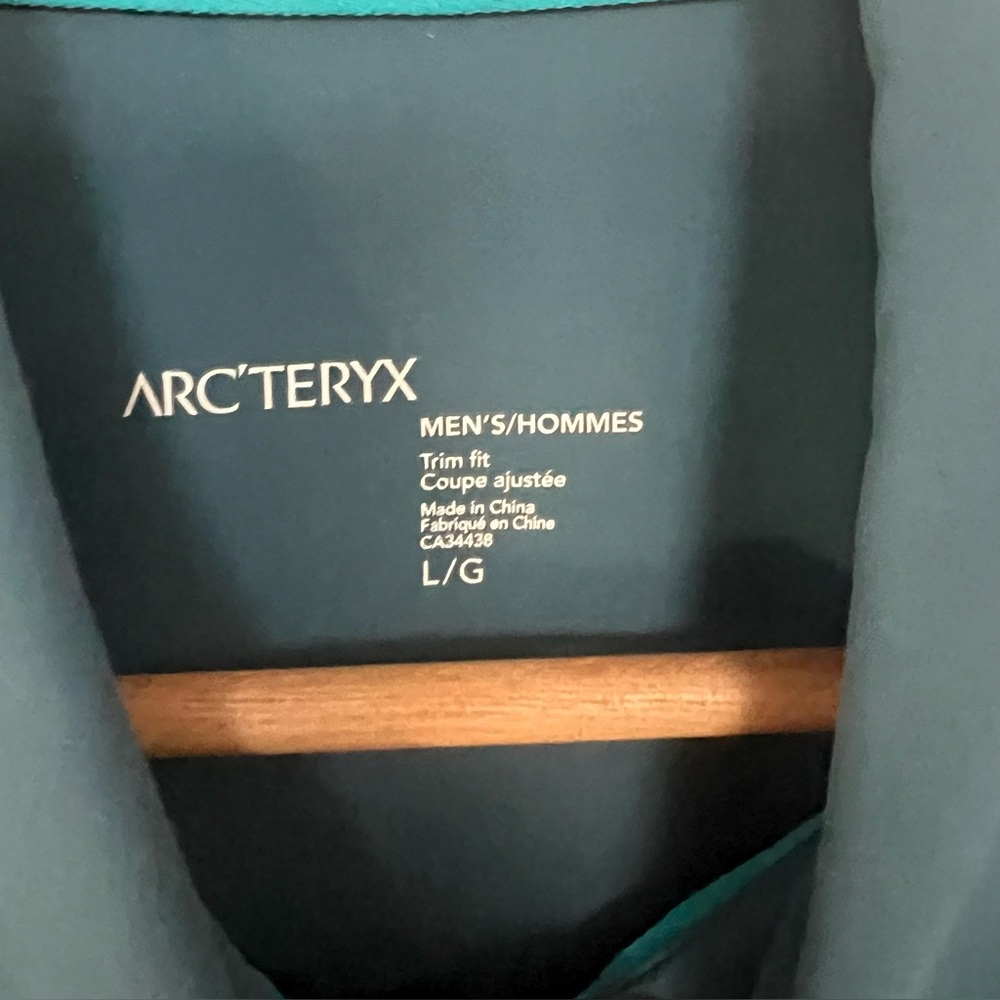 ARC'TERYX
MEN'S/HOMMES
Trim fit
Coupe ajustée
Made in China
Fabriqué en Chine
CA34438
L/G